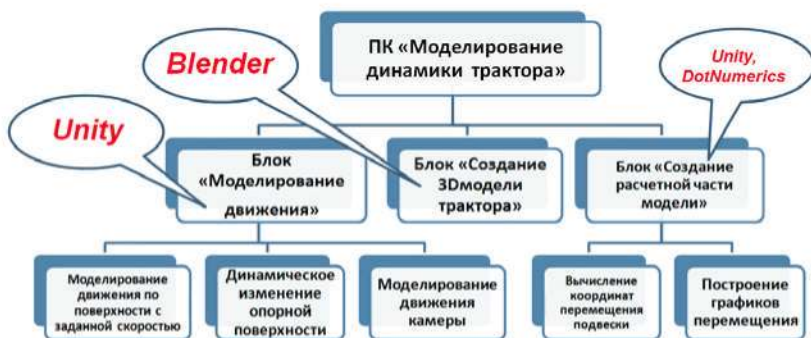 ПК «Моделирование
динамики трактора»
Blender
Unity,
DotNumerics
Unity
Блок
«Моделирование
движения»
Блок «Создание
3Dмодели
трактора»
Блок «Создание
расчетной части
модели»
Моделирование
движения по
поверхности с
заданной скоростью
Динамическое
изменение
опорной
поверхности
Моделирование
движения
камеры
Вычисление
координат
перемещения
подвески
Построение
графиков
перемещения